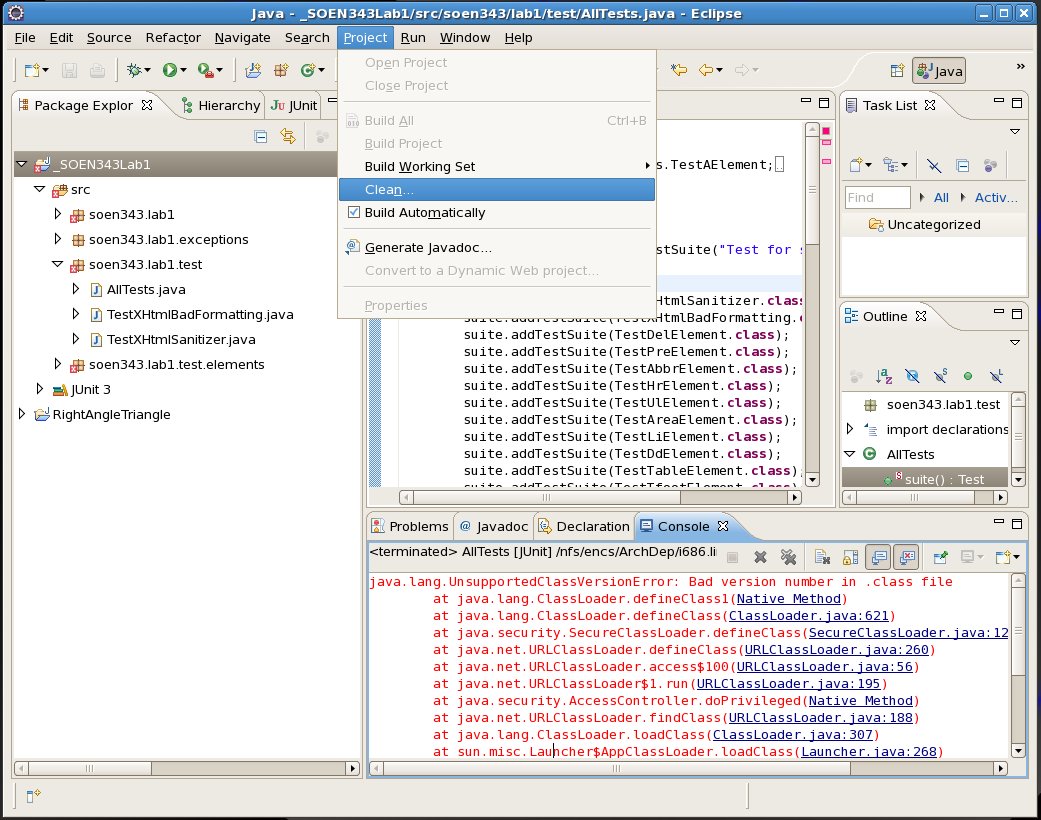 Java - _SOEN343Lab1/src/soen343/lab1/test/AllTests.java - Eclipse
File Edit Source Refactor Navigate Search Project Run Window Help
Java »
Package Explor Hierarchy JUnit
_SOEN343Lab1
src
soen343.lab1
soen343.lab1.exceptions
soen343.lab1.test
AllTests.java
TestXHtmlBadFormatting.java
TestXHtmlSanitizer.java
soen343.lab1.test.elements
JUnit 3
RightAngleTriangle
Open Project
Close Project
Build All Ctrl+B
Build Project
Build Working Set
Clean...
Build Automatically
Generate Javadoc...
Convert to a Dynamic Web project...
Properties
s.TestAElement;
stSuite("Test for s
HtmlSanitizer.class
suite.addTestSuite(TestXHtmlBadFormatting.c
suite.addTestSuite(TestDelElement.class);
suite.addTestSuite(TestPreElement.class);
suite.addTestSuite(TestAbbrElement.class);
suite.addTestSuite(TestHrElement.class);
suite.addTestSuite(TestUlElement.class);
suite.addTestSuite(TestAreaElement.class);
suite.addTestSuite(TestLiElement.class);
suite.addTestSuite(TestDdElement.class);
suite.addTestSuite(TestTableElement.class)
suite.addTestSuite(TestTfootElement.class)
Task List
Find All Activ...
Uncategorized
Outline
soen343.lab1.test
import declarations
AllTests
suite() : Test
Problems Javadoc Declaration Console
<terminated> AllTests [JUnit] /nfs/encs/ArchDep/i686.li
java.lang.UnsupportedClassVersionError: Bad version number in .class file
at java.lang.ClassLoader.defineClass1(Native Method)
at java.lang.ClassLoader.defineClass(ClassLoader.java:621)
at java.security.SecureClassLoader.defineClass(SecureClassLoader.java:12
at java.net.URLClassLoader.defineClass(URLClassLoader.java:260)
at java.net.URLClassLoader.access$100(URLClassLoader.java:56)
at java.net.URLClassLoader$1.run(URLClassLoader.java:195)
at java.security.AccessController.doPrivileged(Native Method)
at java.net.URLClassLoader.findClass(URLClassLoader.java:188)
at java.lang.ClassLoader.loadClass(ClassLoader.java:307)
at sun.misc.Launcher$AppClassLoader.loadClass(Launcher.java:268)